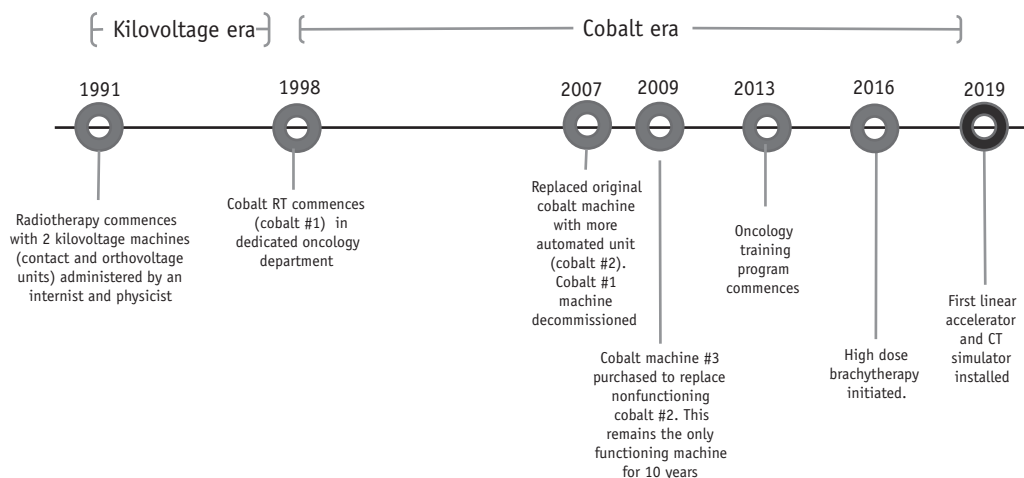 Kilovoltage era
Cobalt era
1991
1998
2007
2009
2013
2016
2019
Radiotherapy commences
with 2 kilovoltage machines
(contact and orthovoltage
units) administered by an
internist and physicist
Cobalt RT commences
(cobalt #1) in
dedicated oncology
department
Replaced original
cobalt machine
with more
automated unit
(cobalt #2).
Cobalt #1
machine
decommissioned
Cobalt machine #3
purchased to replace
nonfunctioning
cobalt #2. This
remains the only
functioning machine
for 10 years
Oncology
training
program
commences
High dose
brachytherapy
initiated.
First linear
accelerator
and CT
simulator
installed